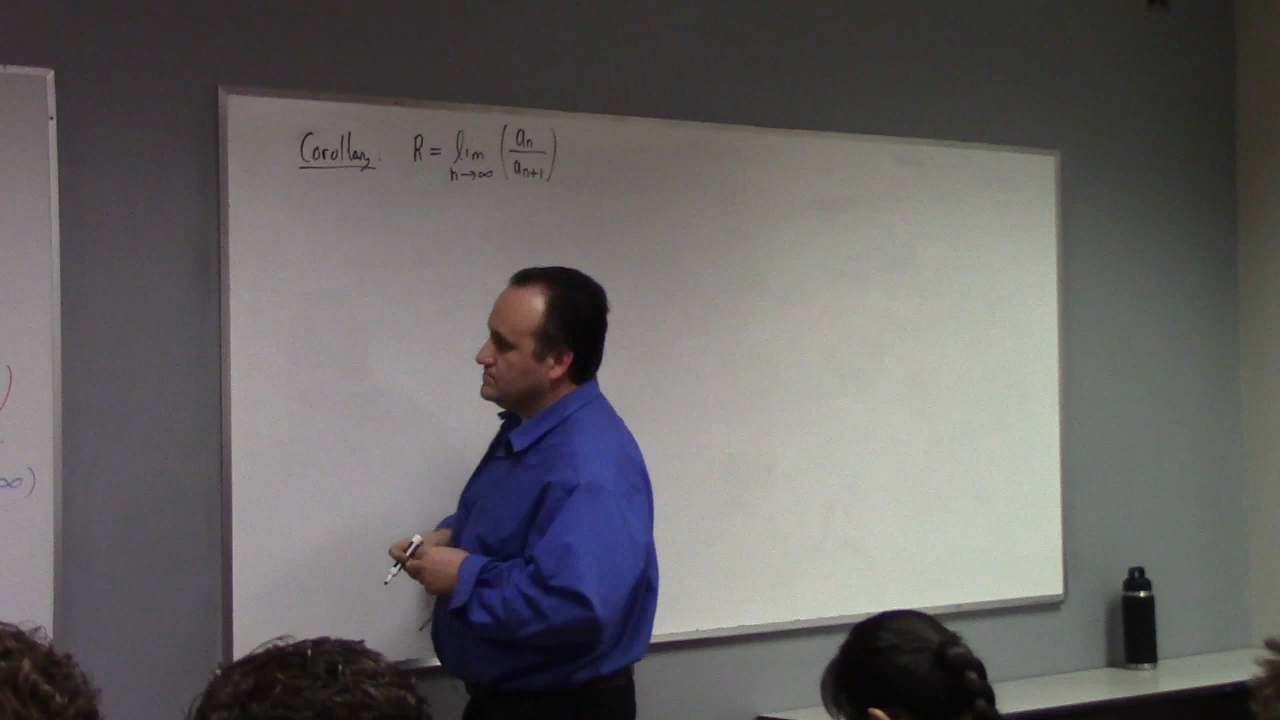 Corollary: R = lim n→∞ (an / an+1)
∞)